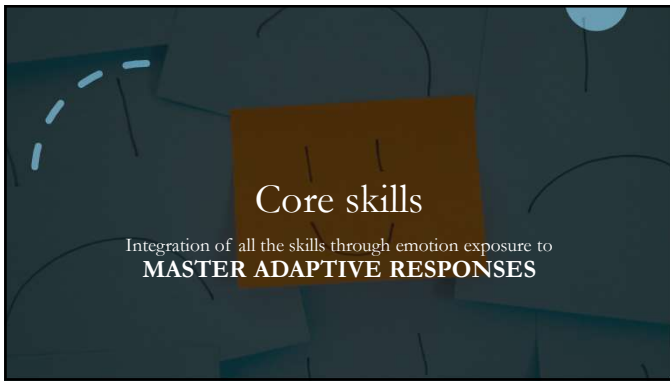 Core skills
Integration of all the skills through emotion exposure to
MASTER ADAPTIVE RESPONSES